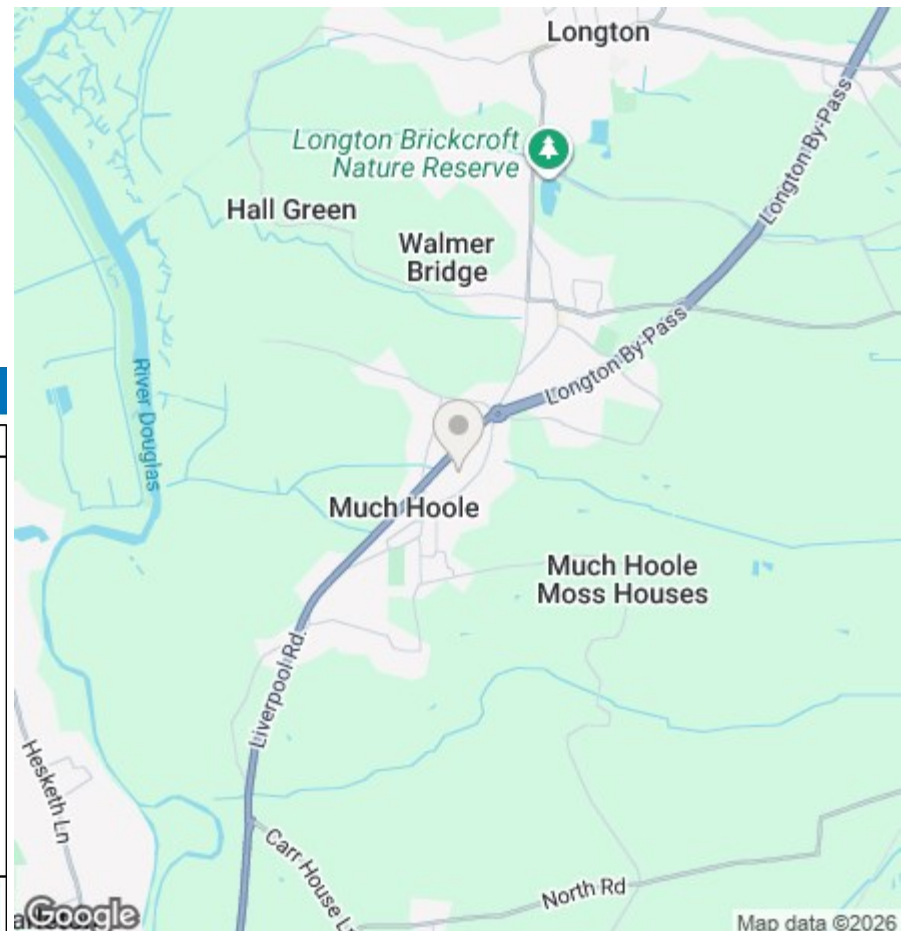 Longton
Longton By-Pass
Longton Brickcroft
Nature Reserve
Hall Green
Walmer
Bridge
Longton By-Pass
River Douglas
Much Hoole
Much Hoole
Moss Houses
Liverpool Rd
Hesketh Ln
Carr House L
North Rd
Google
Map data ©2026